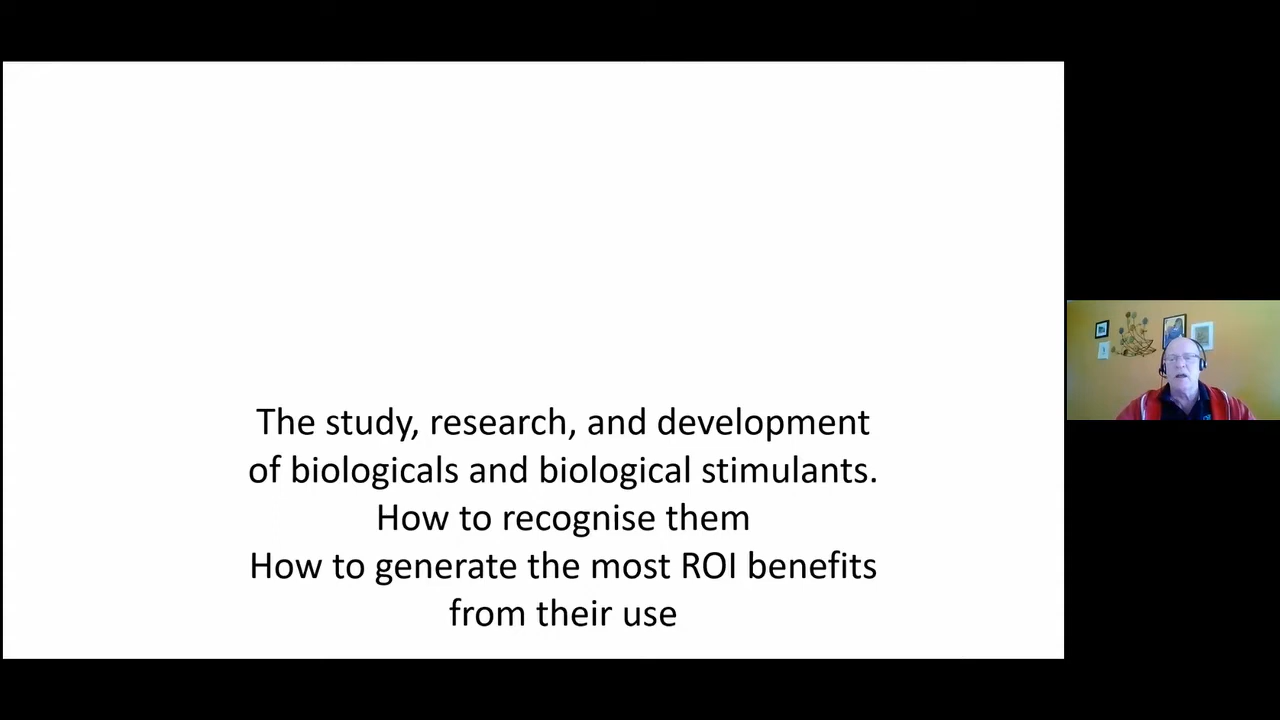 The study, research, and development
of biologicals and biological stimulants.
How to recognise them
How to generate the most ROI benefits
from their use